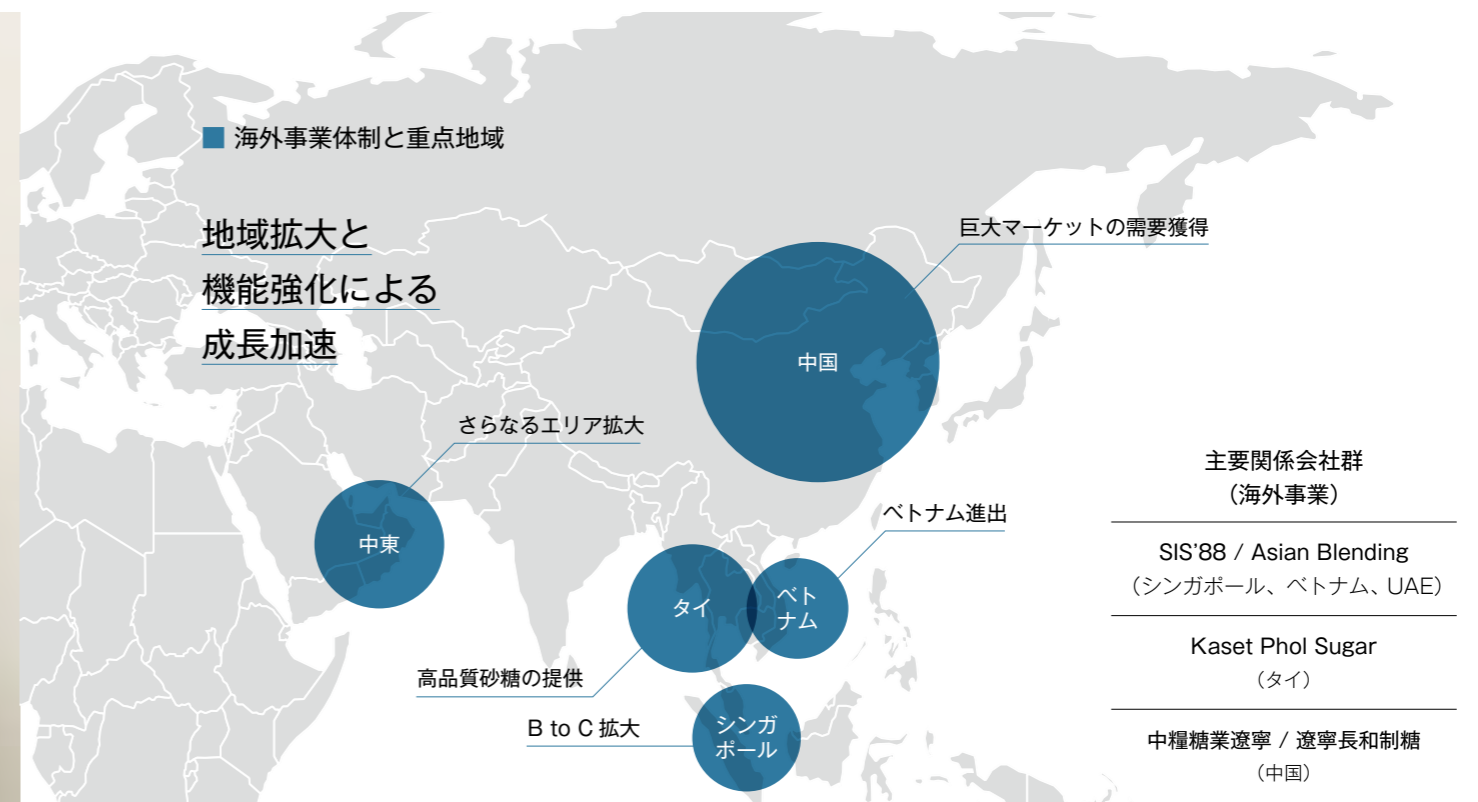 ■ 海外事業体制と重点地域
地域拡大と
機能強化による
成長加速
巨大マーケットの需要獲得
中国
さらなるエリア拡大
中東
ベトナム進出
タイ
ベト
ナム
高品質砂糖の提供
B to C 拡大
シンガ
ポール
主要関係会社群
（海外事業）
SIS’88 / Asian Blending
（シンガポール、ベトナム、UAE）
Kaset Phol Sugar
（タイ）
中糧糖業遼寧 / 遼寧長和制糖
（中国）